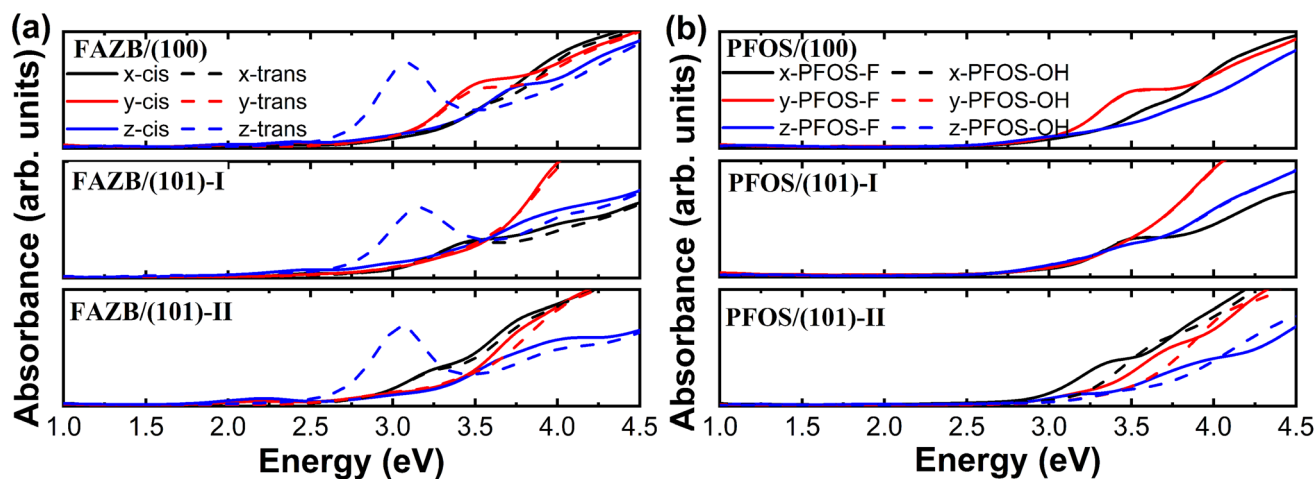 (a)
Absorbance (arb. units)
FAZB/(100)
x-cis x-trans
y-cis y-trans
z-cis z-trans
FAZB/(101)-I
FAZB/(101)-II
1.0 1.5 2.0 2.5 3.0 3.5 4.0 4.5
Energy (eV)
(b)
Absorbance (arb. units)
PFOS/(100)
x-PFOS-F x-PFOS-OH
y-PFOS-F y-PFOS-OH
z-PFOS-F z-PFOS-OH
PFOS/(101)-I
PFOS/(101)-II
1.0 1.5 2.0 2.5 3.0 3.5 4.0 4.5
Energy (eV)